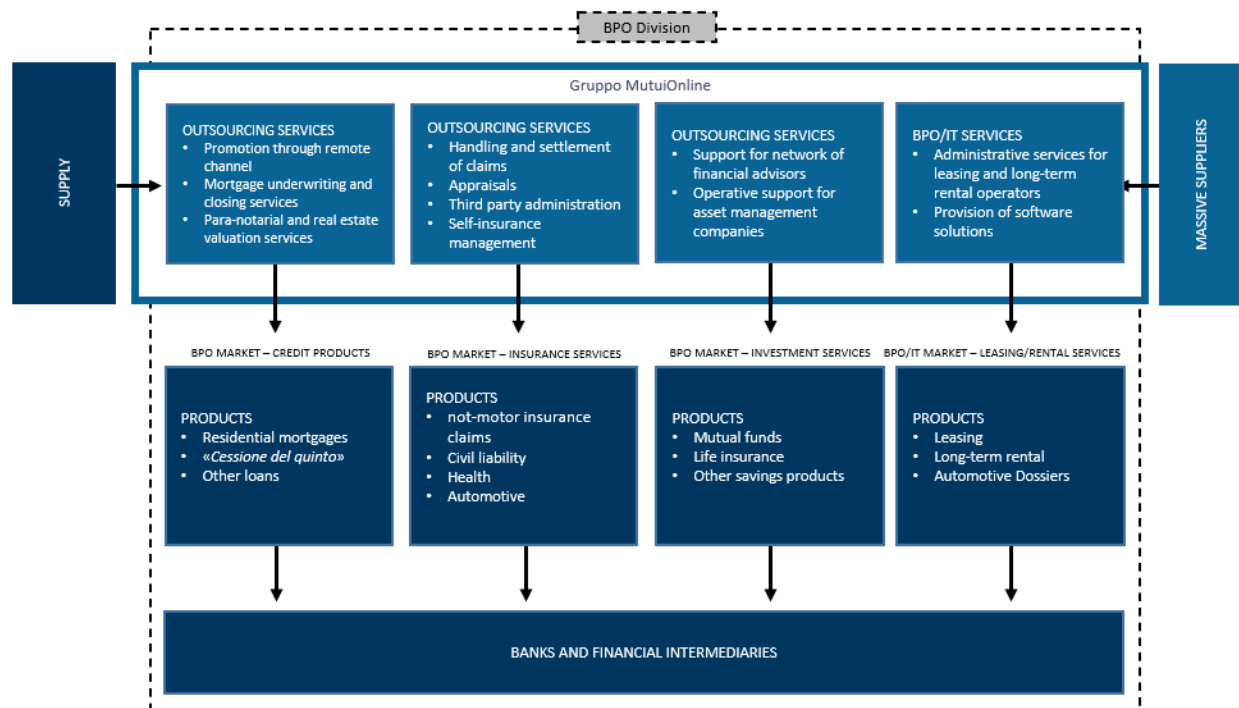 BPO Division
SUPPLY
Gruppo MutuiOnline
MASSIVE SUPPLIERS
OUTSOURCING SERVICES
• Promotion through remote
channel
• Mortgage underwriting and
closing services
• Para-notarial and real estate
valuation services
OUTSOURCING SERVICES
• Handling and settlement
of claims
• Appraisals
• Third party administration
• Self-insurance
management
OUTSOURCING SERVICES
• Support for network of
financial advisors
• Operative support for
asset management
companies
BPO/IT SERVICES
• Administrative services for
leasing and long-term
rental operators
• Provision of software
solutions
BPO MARKET – CREDIT PRODUCTS
BPO MARKET – INSURANCE SERVICES
BPO MARKET – INVESTMENT SERVICES
BPO/IT MARKET – LEASING/RENTAL SERVICES
PRODUCTS
• Residential mortgages
• «Cessione del quinto»
• Other loans
PRODUCTS
• not-motor insurance
claims
• Civil liability
• Health
• Automotive
PRODUCTS
• Mutual funds
• Life insurance
• Other savings products
PRODUCTS
• Leasing
• Long-term rental
• Automotive Dossiers
BANKS AND FINANCIAL INTERMEDIARIES